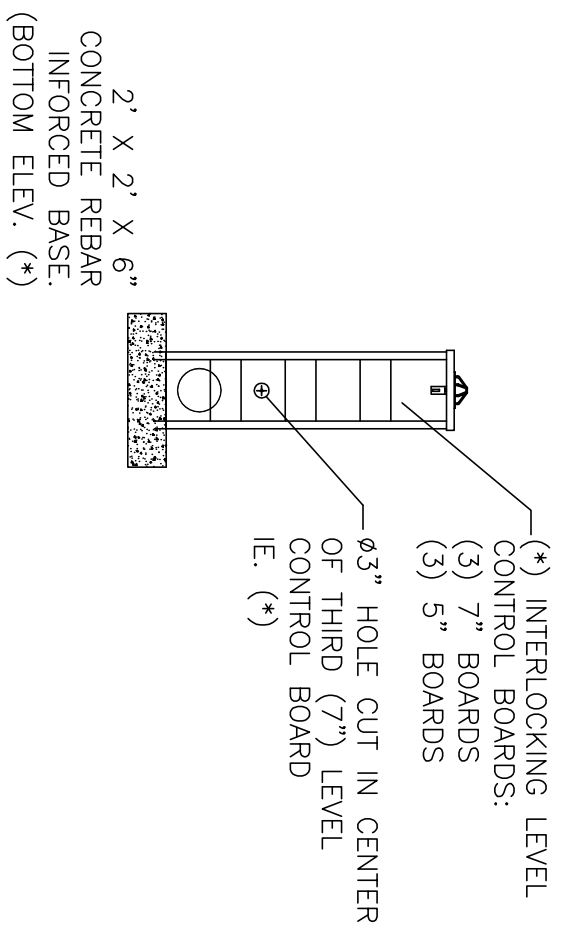 2' X 2' X 6"
CONCRETE REBAR
INFORCED BASE.
(BOTTOM ELEV. (*)
(*) INTERLOCKING LEVEL
CONTROL BOARDS:
(3) 7" BOARDS
(3) 5" BOARDS
ø3" HOLE CUT IN CENTER
OF THIRD (7") LEVEL
CONTROL BOARD
IE. (*)